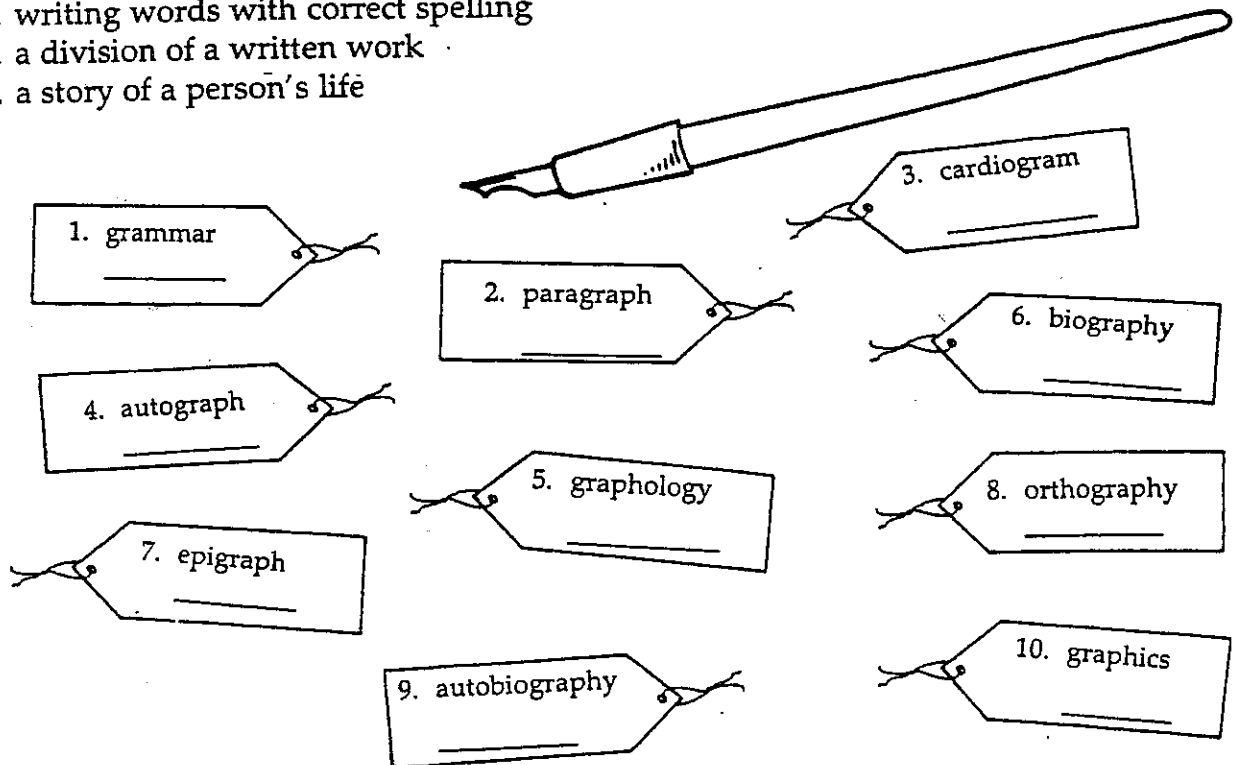 writing words with correct spelling
a division of a written work
a story of a person's life
3. cardiogram
1. grammar
2. paragraph
6. biography
4. autograph
5. graphology
8. orthography
7. epigraph
10. graphics
9. autobiography